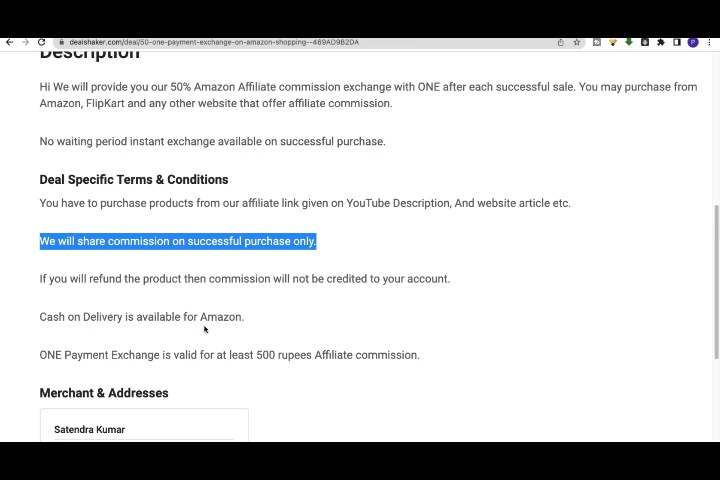 dealshaker.com/deal/50-one-payment-exchange-on-amazon-shopping--469AD9B2DA
Description
Hi We will provide you our 50% Amazon Affiliate commission exchange with ONE after each successful sale. You may purchase from
Amazon, FlipKart and any other website that offer affiliate commission.
No waiting period instant exchange available on successful purchase.
Deal Specific Terms & Conditions
You have to purchase products from our affiliate link given on YouTube Description, And website article etc.
We will share commission on successful purchase only.
If you will refund the product then commission will not be credited to your account.
Cash on Delivery is available for Amazon.
ONE Payment Exchange is valid for at least 500 rupees Affiliate commission.
Merchant & Addresses
Satendra Kumar